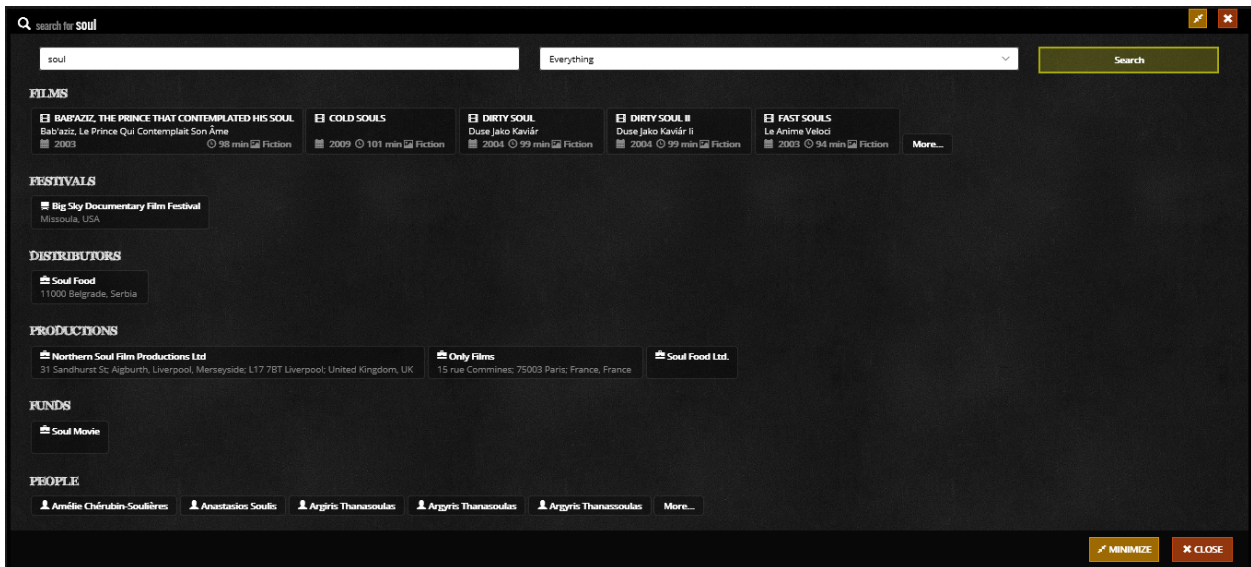 search for soul
soul
Everything
Search
FILMS
BAB'AZIZ, THE PRINCE THAT CONTEMPLATED HIS SOUL
Bab'aziz, Le Prince Qui Contemplait Son Âme
2003 98 min Fiction
COLD SOULS
2009 101 min Fiction
DIRTY SOUL
Duse Jako Kaviár
2004 99 min Fiction
DIRTY SOUL II
Duse Jako Kaviár Ii
2004 99 min Fiction
FAST SOULS
Le Anime Veloci
2003 94 min Fiction
More...
FESTIVALS
Big Sky Documentary Film Festival
Missoula, USA
DISTRIBUTORS
Soul Food
11000 Belgrade, Serbia
PRODUCTIONS
Northern Soul Film Productions Ltd
31 Sandhurst St; Aigburth, Liverpool, Merseyside; L17 7BT Liverpool; United Kingdom, UK
Only Films
15 rue Commines; 75003 Paris; France, France
Soul Food Ltd.
FUNDS
Soul Movie
PEOPLE
Amélie Chérubin-Soulières
Anastasios Soulis
Argiris Thanasoulas
Argyris Thanasoulas
Argyris Thanassoulas
More...
MINIMIZE
CLOSE